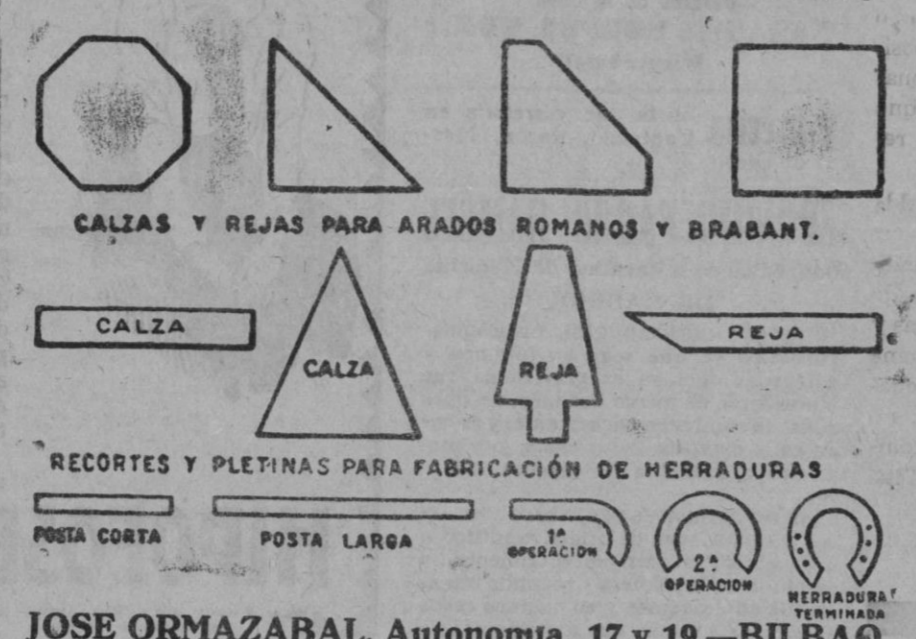 CALZAS Y REJAS PARA ARADOS ROMANOS Y BRABANT.
CALZA
CALZA
REJA
REJA
RECORTES Y PLETINAS PARA FABRICACIÓN DE HERRADURAS
POSTA CORTA
POSTA LARGA
1ª
OPERACION
2ª
OPERACION
HERRADURA
TERMINADA
JOSE ORMAZABAL, Autonomía, 17 y 19.—BILBAO